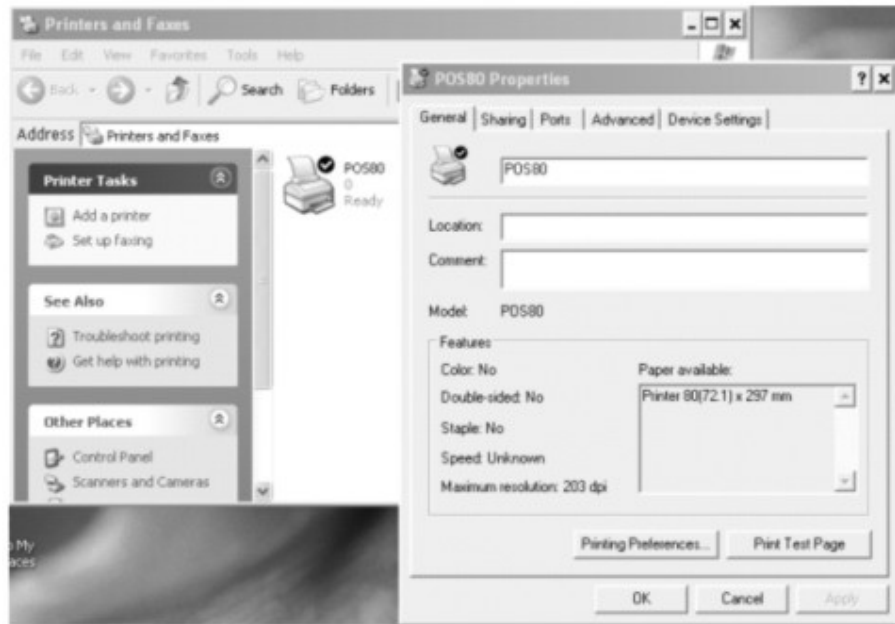 Printers and Faxes
File Edit View Favorites Tools Help
Back Search Folders
Address Printers and Faxes
Printer Tasks
Add a printer
Set up faxing
See Also
Troubleshoot printing
Get help with printing
Other Places
Control Panel
Scanners and Cameras
POS80
0
Ready
My
aces
POS80 Properties
General Sharing Ports Advanced Device Settings
POS80
Location:
Comment:
Model: POS80
Features
Color: No
Double-sided: No
Staple: No
Speed: Unknown
Maximum resolution: 203 dpi
Paper available:
Printer 80(72.1) x 297 mm
Printing Preferences... Print Test Page
OK Cancel Apply